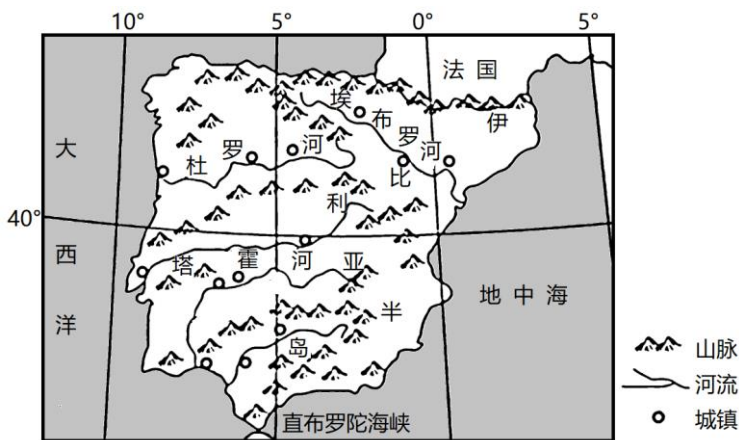 10° 5° 0° 5°
法国
埃布罗河
伊比利亚半岛
杜罗河
大西洋
40°
塔霍河
地中海
直布罗陀海峡
山脉
河流
城镇